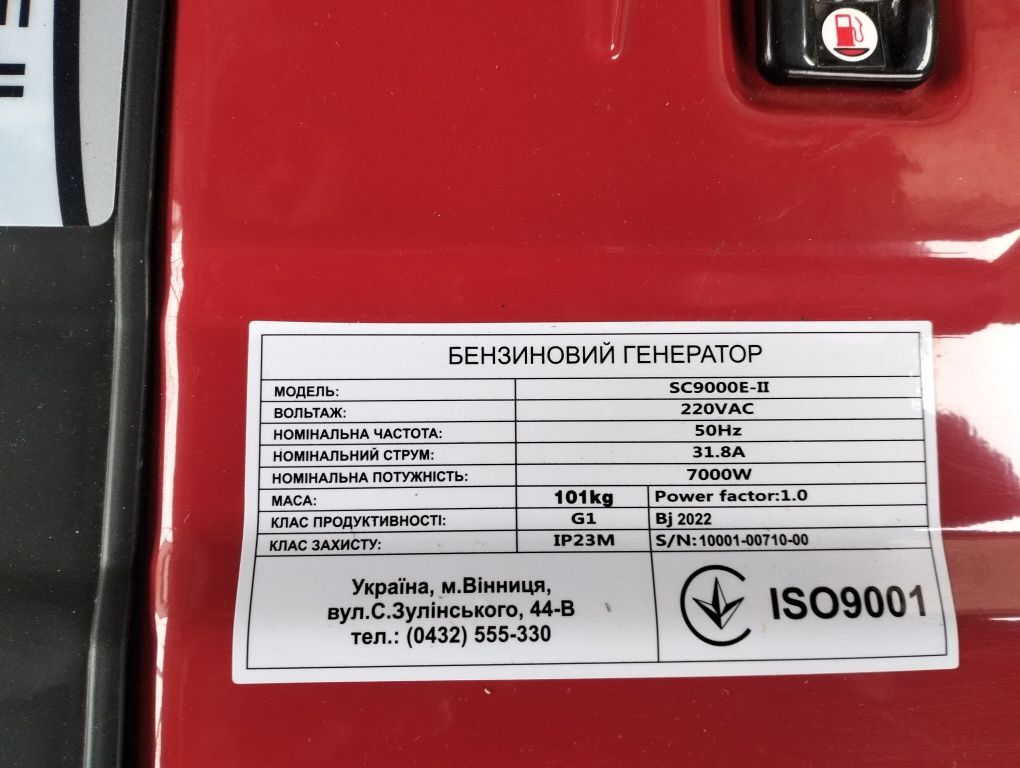 БЕНЗИНОВИЙ ГЕНЕРАТОР
МОДЕЛЬ: SC9000E-II
ВОЛЬТАЖ: 220VAC
НОМІНАЛЬНА ЧАСТОТА: 50Hz
НОМІНАЛЬНИЙ СТРУМ: 31.8A
НОМІНАЛЬНА ПОТУЖНІСТЬ: 7000W
МАСА: 101kg Power factor:1.0
КЛАС ПРОДУКТИВНОСТІ: G1 Bj 2022
КЛАС ЗАХИСТУ: IP23M S/N:10001-00710-00
Україна, м.Вінниця,
вул.С.Зулінського, 44-В
тел.: (0432) 555-330
ISO9001